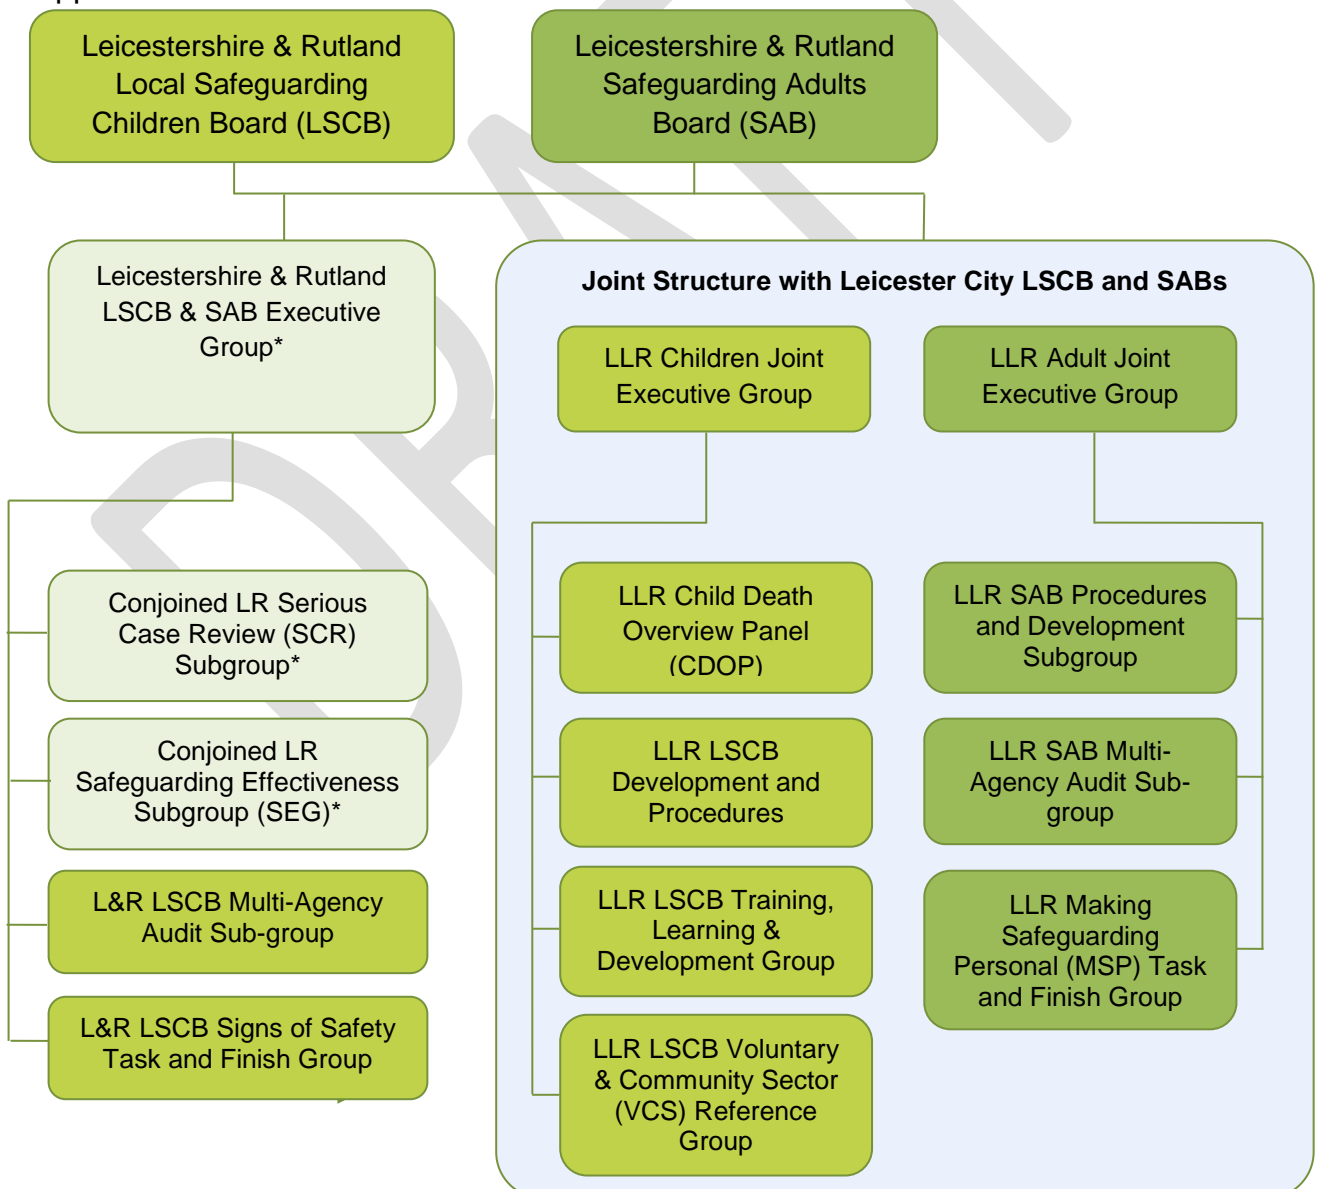 Leicestershire & Rutland
Local Safeguarding
Children Board (LSCB)
Leicestershire & Rutland
Safeguarding Adults
Board (SAB)
Leicestershire & Rutland
LSCB & SAB Executive
Group*
Joint Structure with Leicester City LSCB and SABs
LLR Children Joint
Executive Group
LLR Adult Joint
Executive Group
Conjoined LR Serious
Case Review (SCR)
Subgroup*
Conjoined LR
Safeguarding Effectiveness
Subgroup (SEG)*
L&R LSCB Multi-Agency
Audit Sub-group
L&R LSCB Signs of Safety
Task and Finish Group
LLR Child Death
Overview Panel
(CDOP)
LLR LSCB
Development and
Procedures
LLR LSCB Training,
Learning &
Development Group
LLR LSCB Voluntary
& Community Sector
(VCS) Reference
Group
LLR SAB Procedures
and Development
Subgroup
LLR SAB Multi-
Agency Audit Sub-
group
LLR Making
Safeguarding
Personal (MSP) Task
and Finish Group
DRAFT